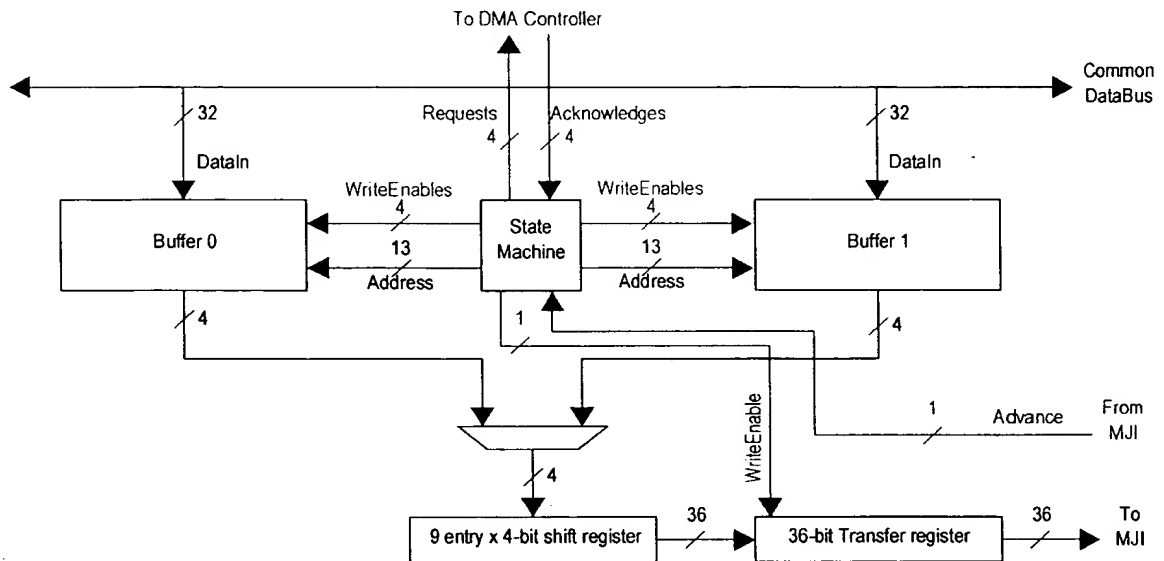 To DMA Controller
Common
DataBus
32
Requests
4
Acknowledges
4
32
DataIn
DataIn
WriteEnables
4
WriteEnables
4
Buffer 0
State
Machine
Buffer 1
13
Address
13
Address
4
1
4
WriteEnable
1
Advance
From
MJI
4
9 entry x 4-bit shift register
36
36-bit Transfer register
36
To
MJI